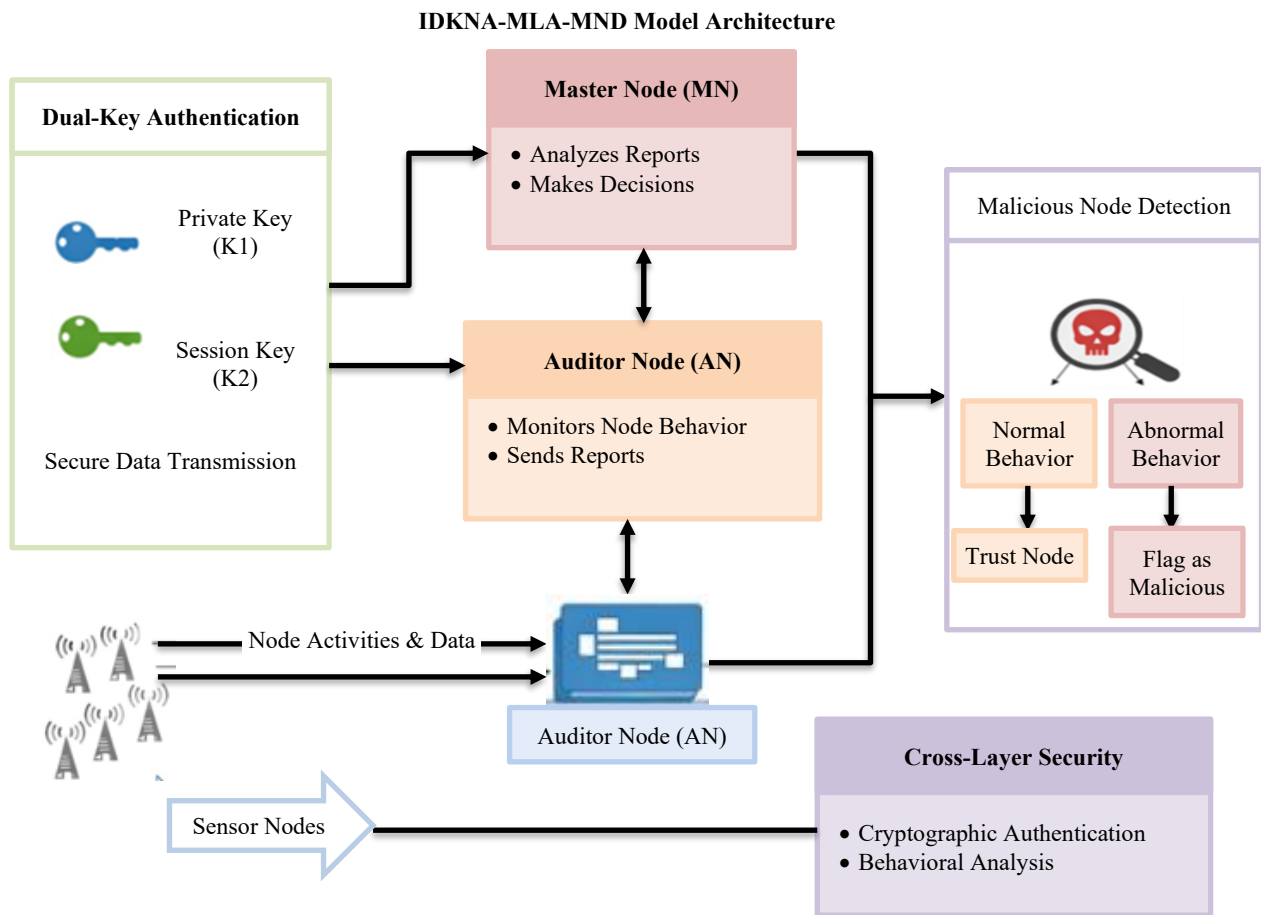 IDKNA-MLA-MND Model Architecture
Dual-Key Authentication
Private Key
(K1)
Session Key
(K2)
Secure Data Transmission
Master Node (MN)
• Analyzes Reports
• Makes Decisions
Auditor Node (AN)
• Monitors Node Behavior
• Sends Reports
Malicious Node Detection
Normal
Behavior
Abnormal
Behavior
Trust Node
Flag as
Malicious
Node Activities & Data
Auditor Node (AN)
Sensor Nodes
Cross-Layer Security
• Cryptographic Authentication
• Behavioral Analysis